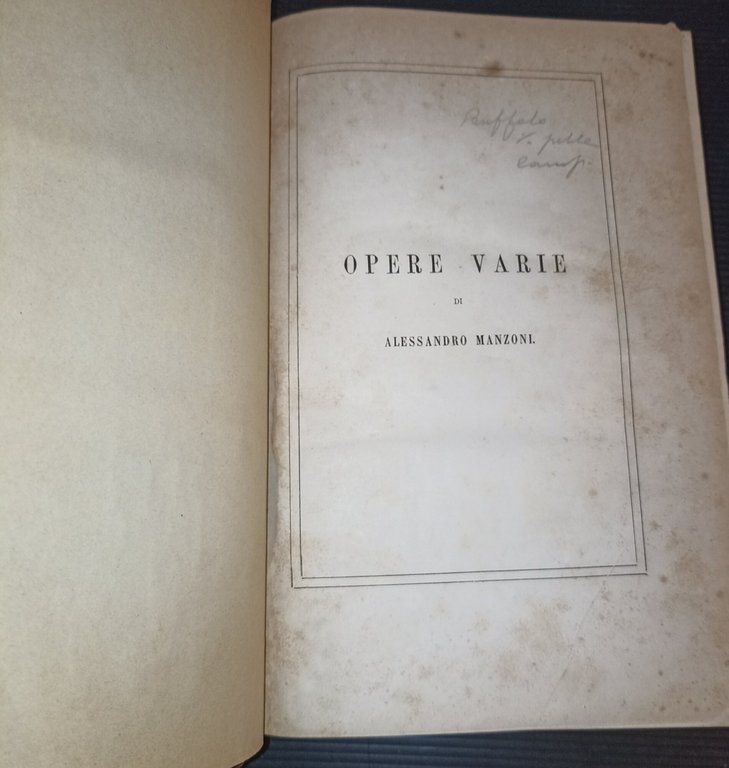 OPERE VARIE
DI
ALESSANDRO MANZONI.